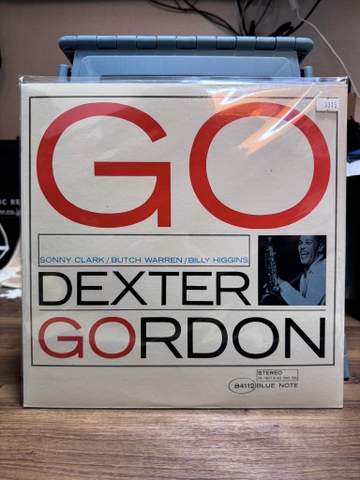 GO
SONNY CLARK/BUTCH WARREN/BILLY HIGGINS
DEXTER
GORDON
STEREO
84112 BLUE NOTE